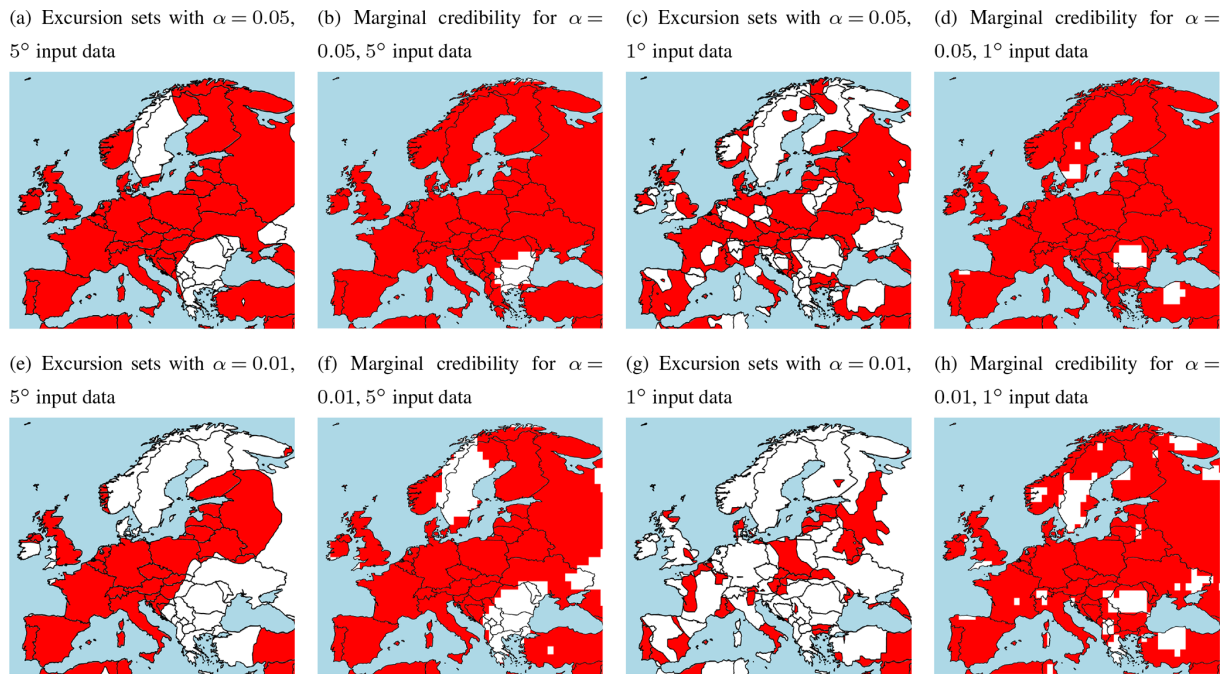 (a) Excursion sets with α = 0.05,
5° input data
(b) Marginal credibility for α =
0.05, 5° input data
(c) Excursion sets with α = 0.05,
1° input data
(d) Marginal credibility for α =
0.05, 1° input data
(e) Excursion sets with α = 0.01,
5° input data
(f) Marginal credibility for α =
0.01, 5° input data
(g) Excursion sets with α = 0.01,
1° input data
(h) Marginal credibility for α =
0.01, 1° input data